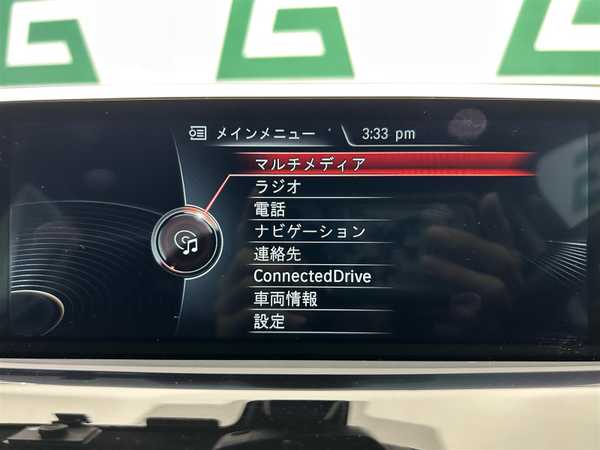 G G G
メインメニュー 3:33 pm
マルチメディア
ラジオ
電話
ナビゲーション
連絡先
ConnectedDrive
車両情報
設定